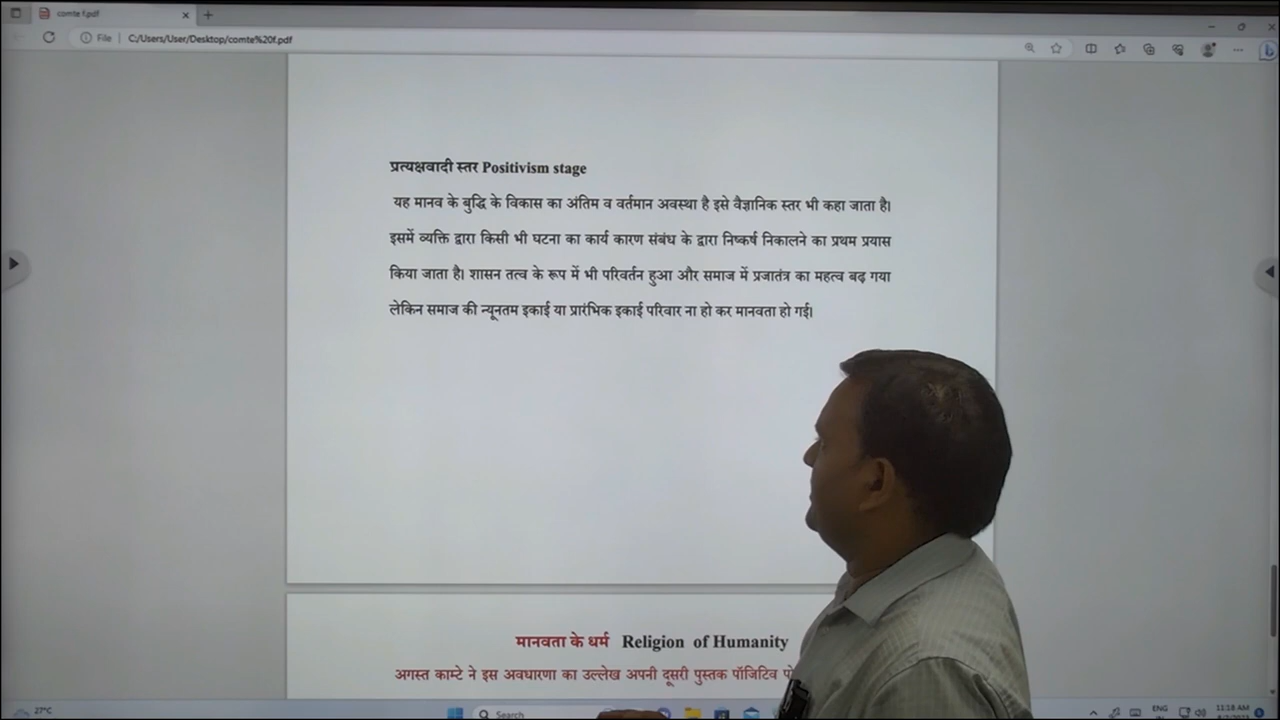 comte f.pdf
File C:/Users/User/Desktop/comte%20f.pdf
प्रत्यक्षवादी स्तर Positivism stage
यह मानव के बुद्धि के विकास का अंतिम व वर्तमान अवस्था है इसे वैज्ञानिक स्तर भी कहा जाता है।
इसमें व्यक्ति द्वारा किसी भी घटना का कार्य कारण संबंध के द्वारा निष्कर्ष निकालने का प्रथम प्रयास
किया जाता है। शासन तत्व के रूप में भी परिवर्तन हुआ और समाज में प्रजातंत्र का महत्व बढ़ गया
लेकिन समाज की न्यूनतम इकाई या प्रारंभिक इकाई परिवार ना हो कर मानवता हो गई।
मानवता के धर्म Religion of Humanity
अगस्त काम्टे ने इस अवधारणा का उल्लेख अपनी दूसरी पुस्तक पॉजिटिव
27°C
Search
ENG
11:18 AM